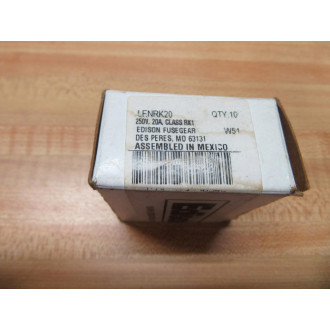 LENRK20 QTY.10
250V, 20A, CLASS RK1
EDISON FUSEGEAR W51
DES PERES, MO 63131
ASSEMBLED IN MEXICO